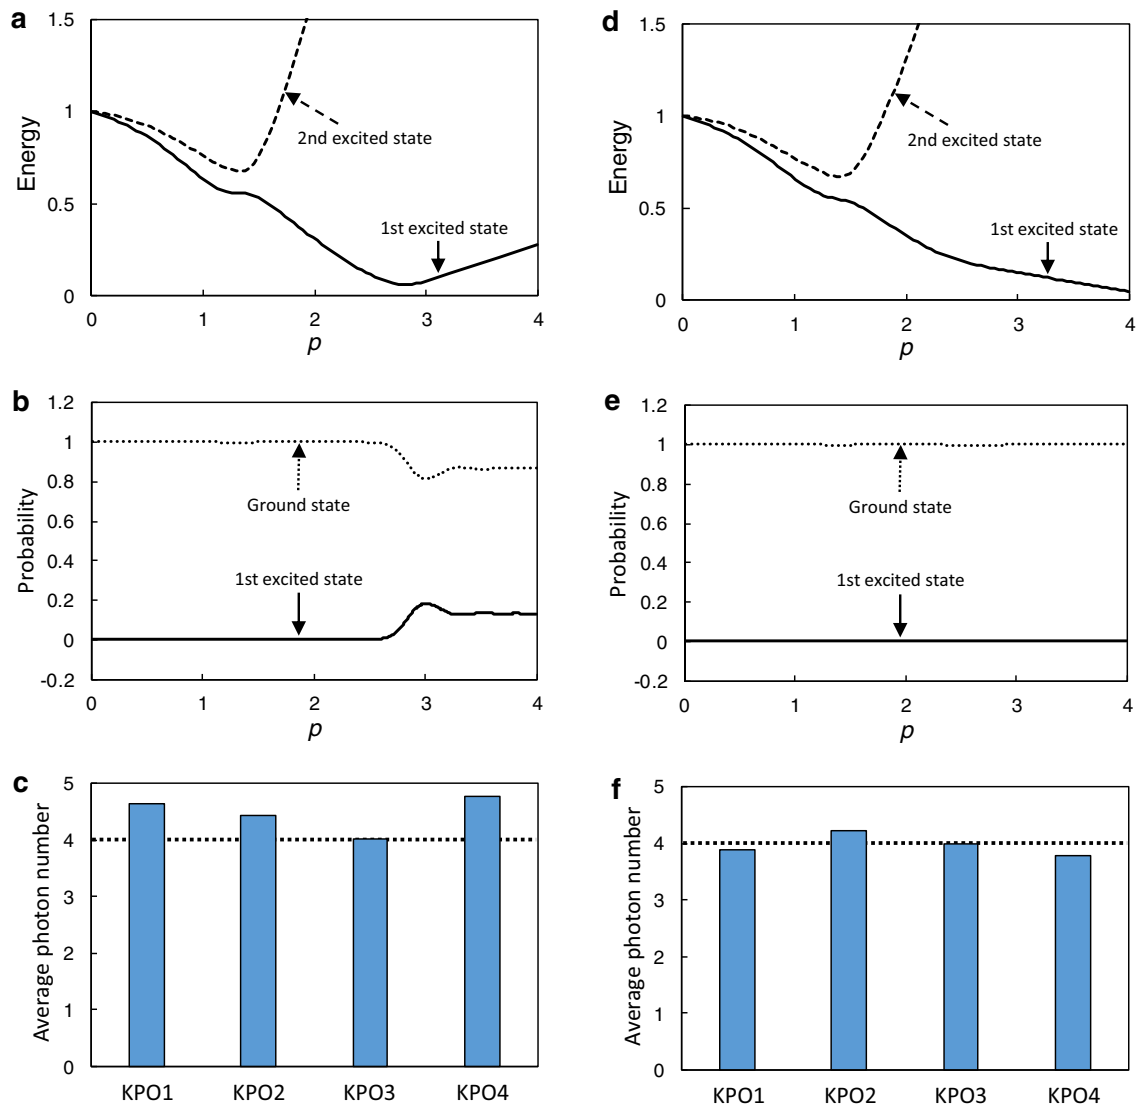 a
1.5
1
0.5
0
Energy
2nd excited state
1st excited state
0 1 2 3 4
p
d
1.5
1
0.5
0
Energy
2nd excited state
1st excited state
0 1 2 3 4
p
b
1.2
1
0.8
0.6
0.4
0.2
0
-0.2
Probability
Ground state
1st excited state
0 1 2 3 4
p
e
1.2
1
0.8
0.6
0.4
0.2
0
-0.2
Probability
Ground state
1st excited state
0 1 2 3 4
p
c
5
4
3
2
1
0
Average photon number
KPO1 KPO2 KPO3 KPO4
f
5
4
3
2
1
0
Average photon number
KPO1 KPO2 KPO3 KPO4